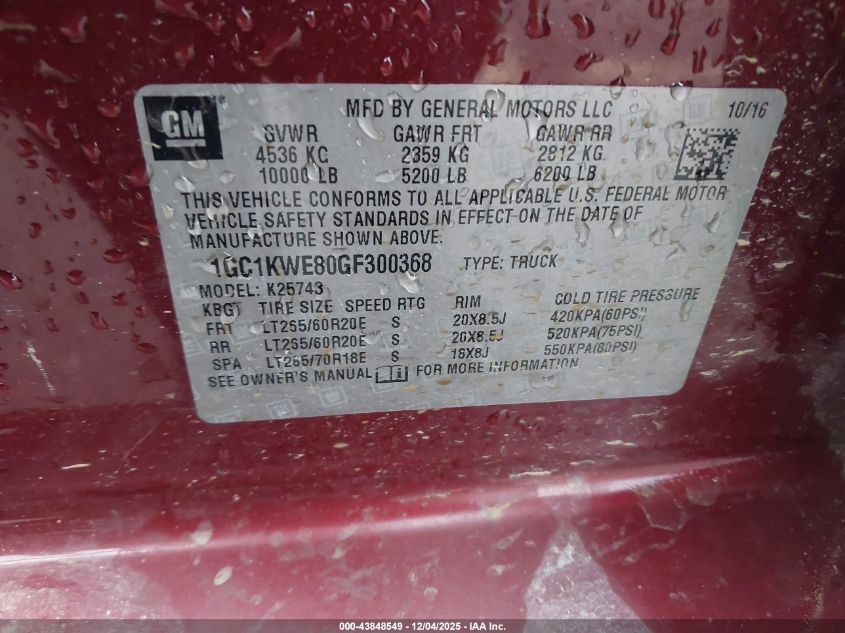 GM
MFD BY GENERAL MOTORS LLC 10/16
SVWR GAWR FRT GAWR RR
4536 KG 2359 KG 2812 KG
10000 LB 5200 LB 6200 LB
THIS VEHICLE CONFORMS TO ALL APPLICABLE U.S. FEDERAL MOTOR
VEHICLE SAFETY STANDARDS IN EFFECT ON THE DATE OF
MANUFACTURE SHOWN ABOVE.
1GC1KWE80GF300368 TYPE: TRUCK
MODEL: K25743
KBGT TIRE SIZE SPEED RTG RIM COLD TIRE PRESSURE
FRT LT265/60R20E S 20X8.5J 420KPA(60PSI)
RR LT265/60R20E S 20X8.5J 520KPA(75PSI)
SPA LT265/70R18E S 18X8J 550KPA(80PSI)
SEE OWNER'S MANUAL FOR MORE INFORMATION
000-43848549 - 12/04/2025 - IAA Inc.